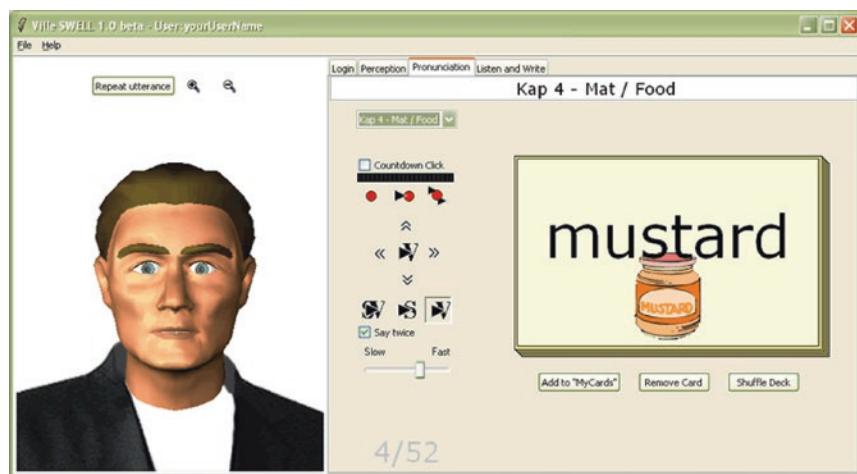 Ville SWELL 1.0 beta - User:yourUserName
File Help
Repeat utterance
Login Perception Pronunciation Listen and Write
Kap 4 - Mat / Food
Kap 4 - Mat / Food
Countdown Click
V
SV S V
Say twice
Slow Fast
mustard
MUSTARD
Add to "MyCards" Remove Card Shuffle Deck
4/52